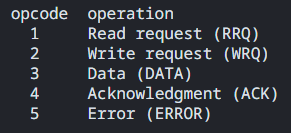 opcode operation
1 Read request (RRQ)
2 Write request (WRQ)
3 Data (DATA)
4 Acknowledgment (ACK)
5 Error (ERROR)